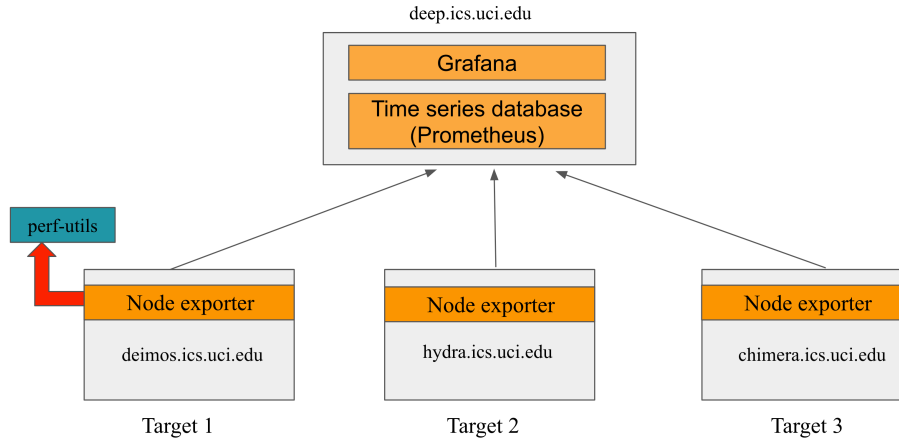 deep.ics.uci.edu
Grafana
Time series database
(Prometheus)
perf-utils
Node exporter
Node exporter
Node exporter
deimos.ics.uci.edu
hydra.ics.uci.edu
chimera.ics.uci.edu
Target 1
Target 2
Target 3